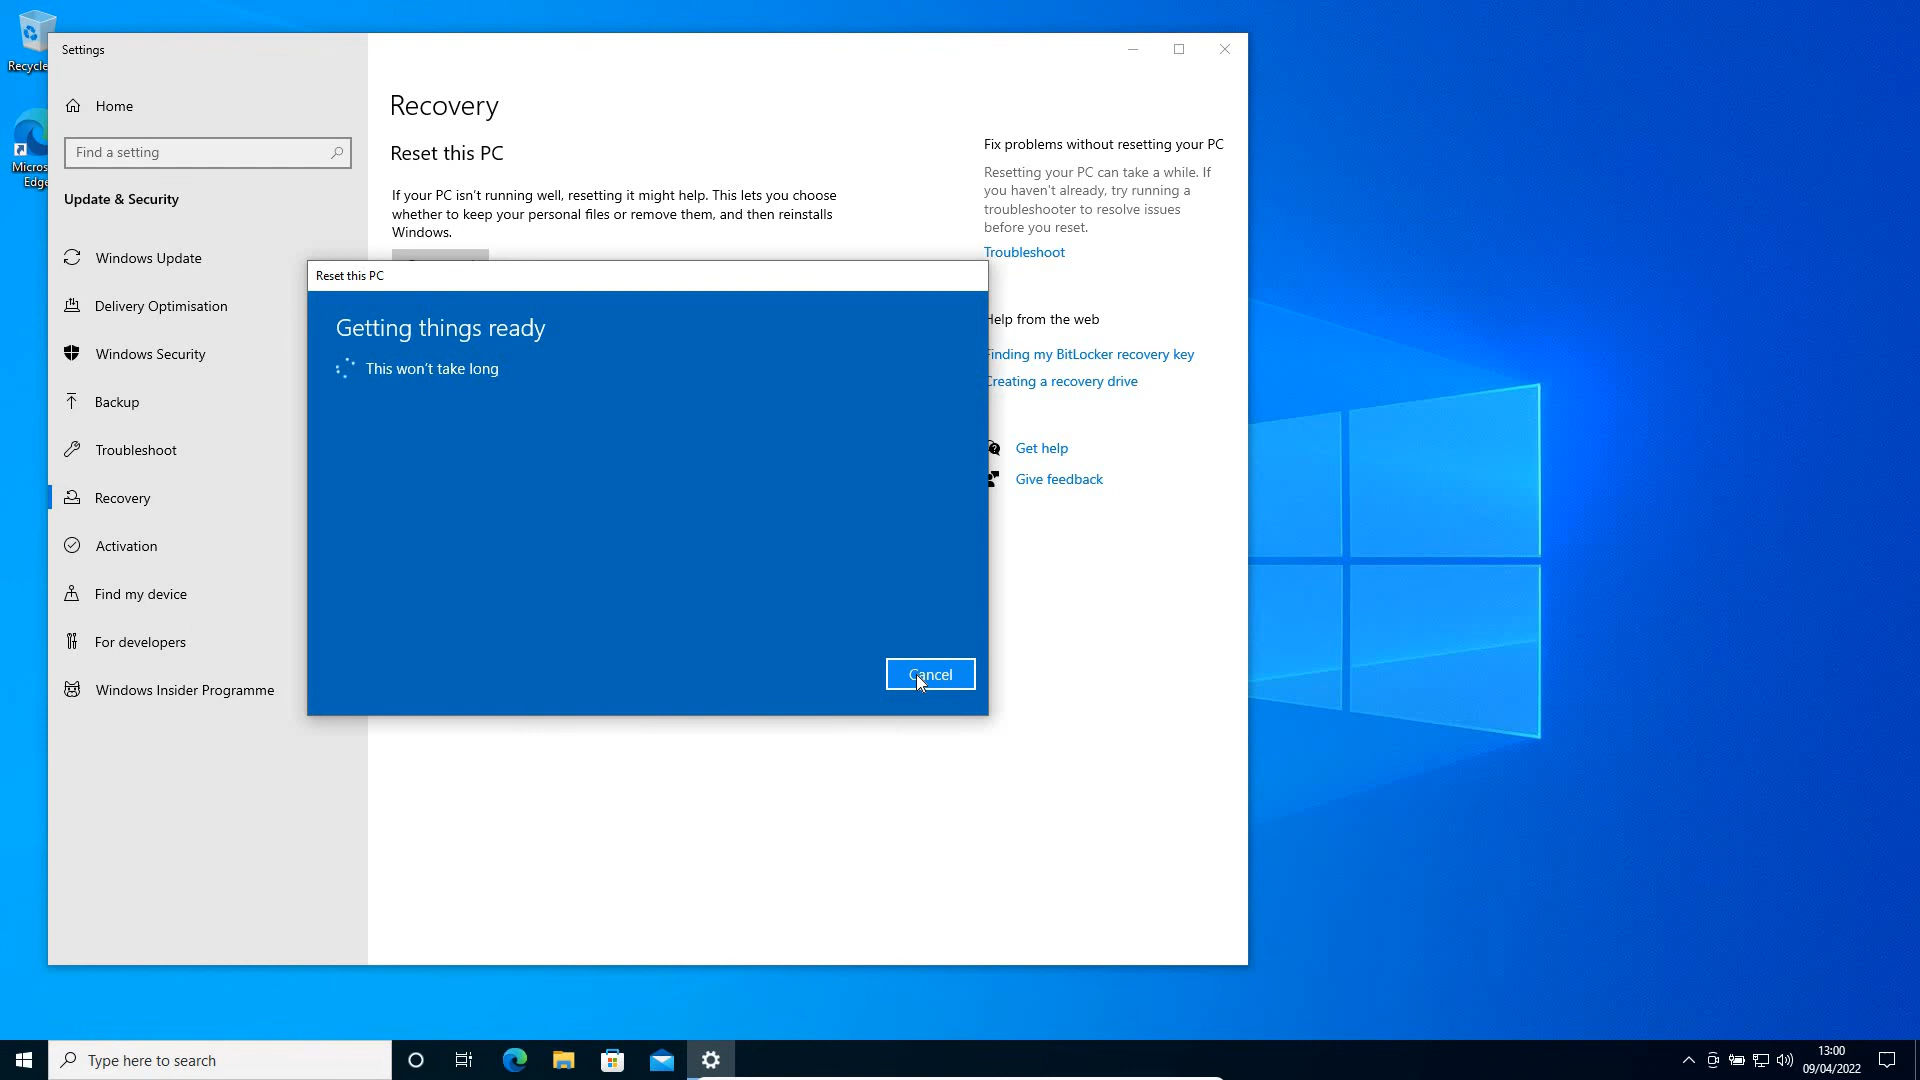 Recycle
Micros
Edge
Settings
Home
Find a setting
Update & Security
Windows Update
Delivery Optimisation
Windows Security
Backup
Troubleshoot
Recovery
Activation
Find my device
For developers
Windows Insider Programme
Recovery
Reset this PC
If your PC isn't running well, resetting it might help. This lets you choose
whether to keep your personal files or remove them, and then reinstalls
Windows.
Fix problems without resetting your PC
Resetting your PC can take a while. If
you haven't already, try running a
troubleshooter to resolve issues
before you reset.
Troubleshoot
Help from the web
Finding my BitLocker recovery key
Creating a recovery drive
Get help
Give feedback
Reset this PC
Getting things ready
This won't take long
Cancel
Type here to search
13:00
09/04/2022